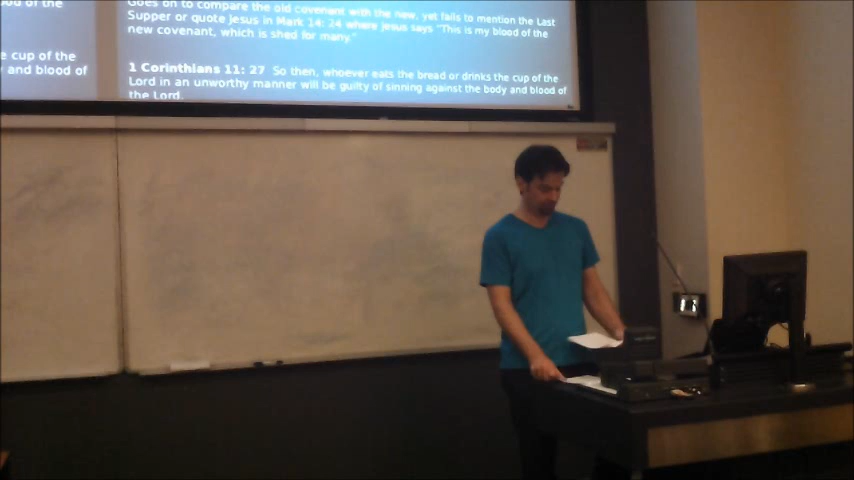 ood of the
e cup of the
and blood of
Goes on to compare the old covenant with the new, yet fails to mention the Last
Supper or quote Jesus in Mark 14: 24 where Jesus says "This is my blood of the
new covenant, which is shed for many."
1 Corinthians 11: 27 So then, whoever eats the bread or drinks the cup of the
Lord in an unworthy manner will be guilty of sinning against the body and blood of
the Lord.